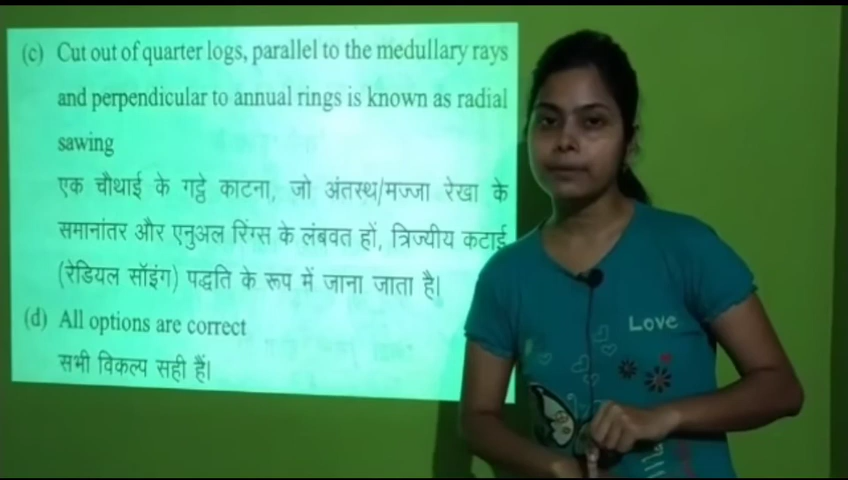 (c) Cut out of quarter logs, parallel to the medullary rays
and perpendicular to annual rings is known as radial
sawing
एक चौथाई के गट्ठे काटना, जो अंतस्थ/मज्जा रेखा के
समानांतर और एनुअल रिंग्स के लंबवत हों, त्रिज्यीय कटाई
(रेडियल सॉइंग) पद्धति के रूप में जाना जाता है।
(d) All options are correct
सभी विकल्प सही हैं।
Love